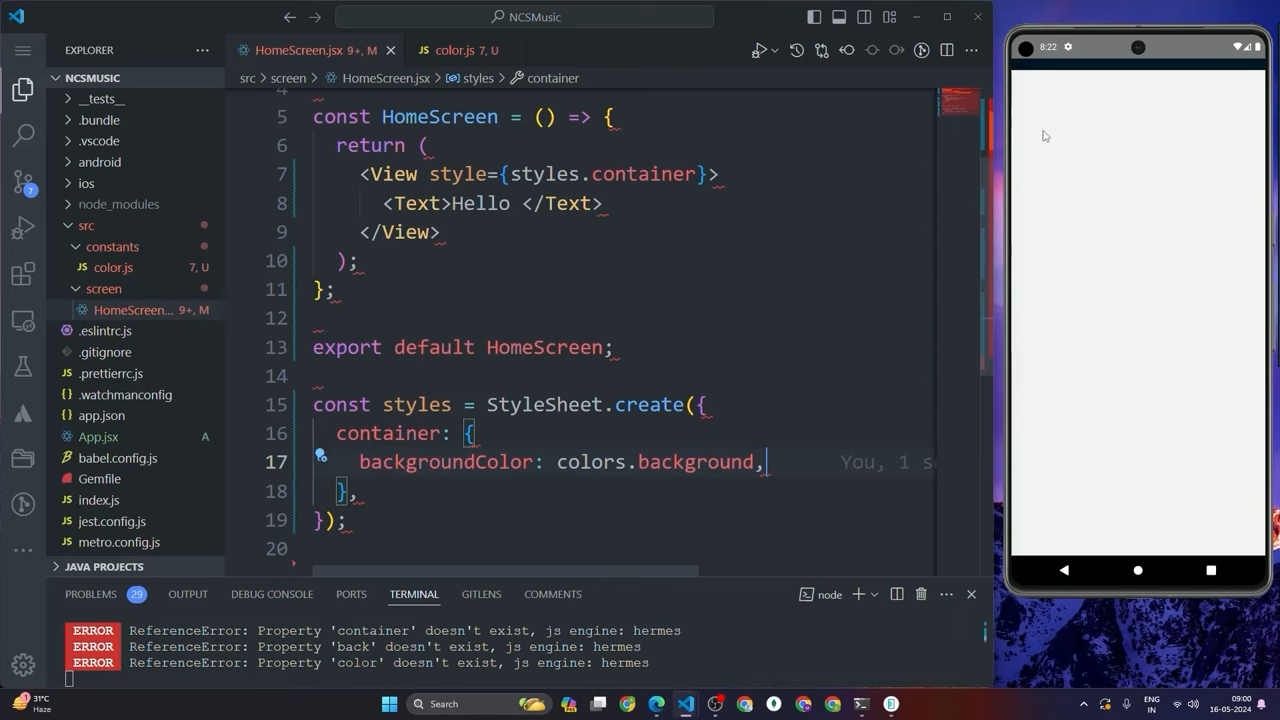 NCSMusic
EXPLORER
HomeScreen.jsx 9+, M
color.js 7, U
NCSMUSIC
src > screen > HomeScreen.jsx > styles > container
__tests__
.bundle
.vscode
android
ios
node_modules
src
constants
color.js 7, U
screen
HomeScreen... 9+, M
.eslintrc.js
.gitignore
.prettierrc.js
.watchmanconfig
app.json
App.jsx A
babel.config.js
Gemfile
index.js
jest.config.js
metro.config.js
JAVA PROJECTS
7
4
5 const HomeScreen = () => {
6 return (
7 <View style={styles.container}>
8 <Text>Hello </Text>
9 </View>
10 );
11 };
12
13 export default HomeScreen;
14
15 const styles = StyleSheet.create({
16 container: {
17 backgroundColor: colors.background, You, 1 s
18 },
19 });
20
PROBLEMS 29 OUTPUT DEBUG CONSOLE PORTS TERMINAL GITLENS COMMENTS
node
ERROR ReferenceError: Property 'container' doesn't exist, js engine: hermes
ERROR ReferenceError: Property 'back' doesn't exist, js engine: hermes
ERROR ReferenceError: Property 'color' doesn't exist, js engine: hermes
8:22
1
31°C
Haze
Search
ENG
IN
09:00
16-05-2024